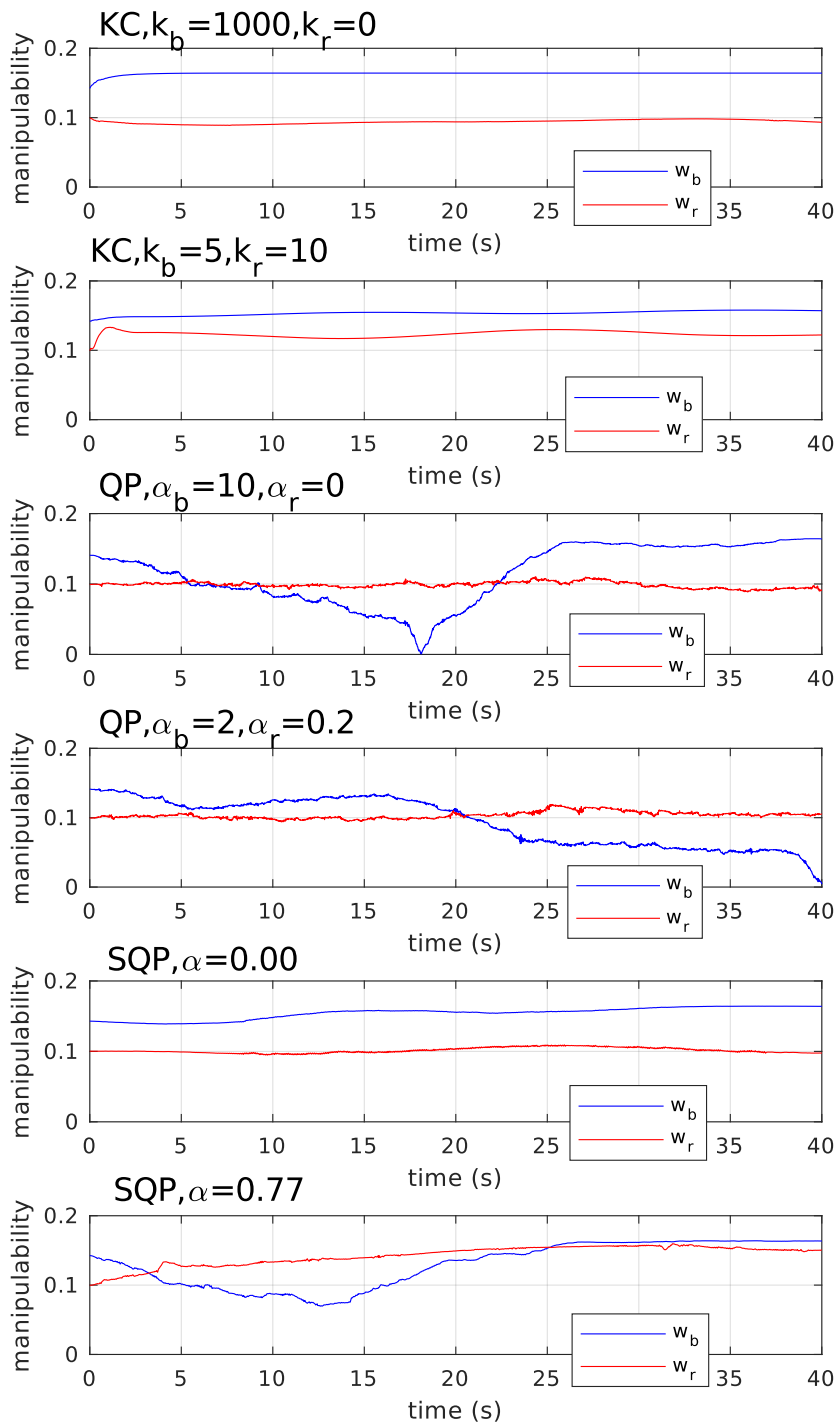 KC,k_b=1000,k_r=0
manipulability
0.2
0.1
0
w_b
w_r
0 5 10 15 20 25 35 40
time (s)
KC,k_b=5,k_r=10
manipulability
0.2
0.1
0
w_b
w_r
0 5 10 15 20 25 35 40
time (s)
QP,α_b=10,α_r=0
manipulability
0.2
0.1
0
w_b
w_r
0 5 10 15 20 25 35 40
time (s)
QP,α_b=2,α_r=0.2
manipulability
0.2
0.1
0
w_b
w_r
0 5 10 15 20 25 35 40
time (s)
SQP,α=0.00
manipulability
0.2
0.1
0
w_b
w_r
0 5 10 15 20 25 35 40
time (s)
SQP,α=0.77
manipulability
0.2
0.1
0
w_b
w_r
0 5 10 15 20 25 35 40
time (s)